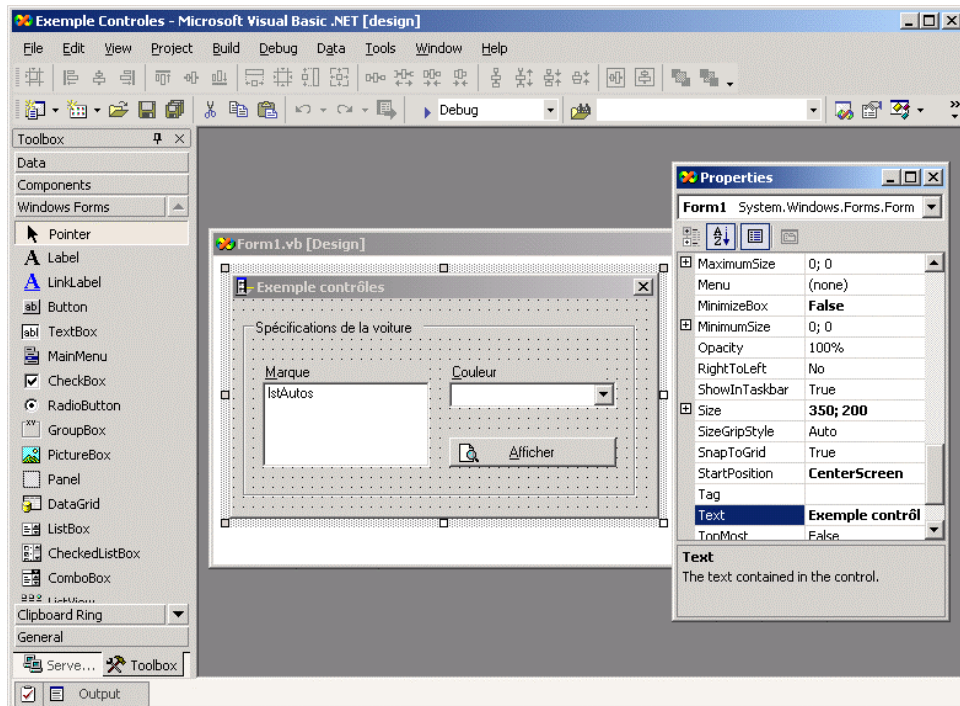 Exemple Controles - Microsoft Visual Basic .NET [design]
File Edit View Project Build Debug Data Tools Window Help
Debug
Toolbox
Data
Components
Windows Forms
Pointer
Label
LinkLabel
Button
TextBox
MainMenu
CheckBox
RadioButton
GroupBox
PictureBox
Panel
DataGrid
ListBox
CheckedListBox
ComboBox
ListView
Clipboard Ring
General
Serve... Toolbox
Output
Form1.vb [Design]
Exemple contrôles
Spécifications de la voiture
Marque Couleur
lstAutos
Afficher
Properties
Form1 System.Windows.Forms.Form
MaximumSize 0; 0
Menu (none)
MinimizeBox False
MinimumSize 0; 0
Opacity 100%
RightToLeft No
ShowInTaskbar True
Size 350; 200
SizeGripStyle Auto
SnapToGrid True
StartPosition CenterScreen
Tag
Text Exemple contrôl
TopMost False
Text
The text contained in the control.